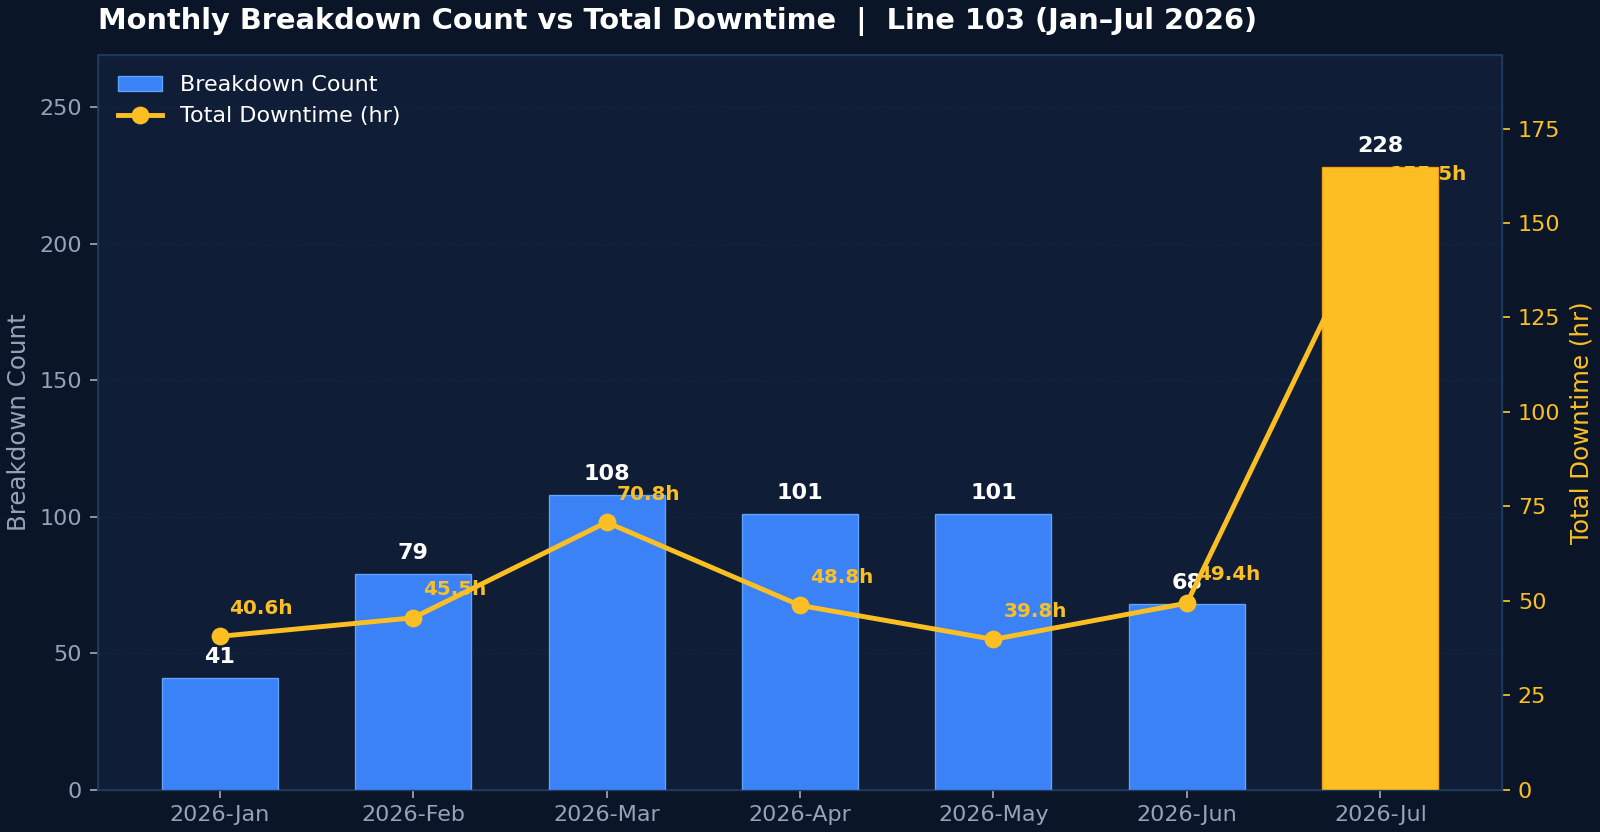 Monthly Breakdown Count vs Total Downtime | Line 103 (Jan–Jul 2026)
Breakdown Count
Total Downtime (hr)
250
200
150
100
50
0
Breakdown Count
175
150
125
100
75
50
25
0
Total Downtime (hr)
41
79
108
101
101
68
228
40.6h
45.5h
70.8h
48.8h
39.8h
49.4h
2026-Jan
2026-Feb
2026-Mar
2026-Apr
2026-May
2026-Jun
2026-Jul